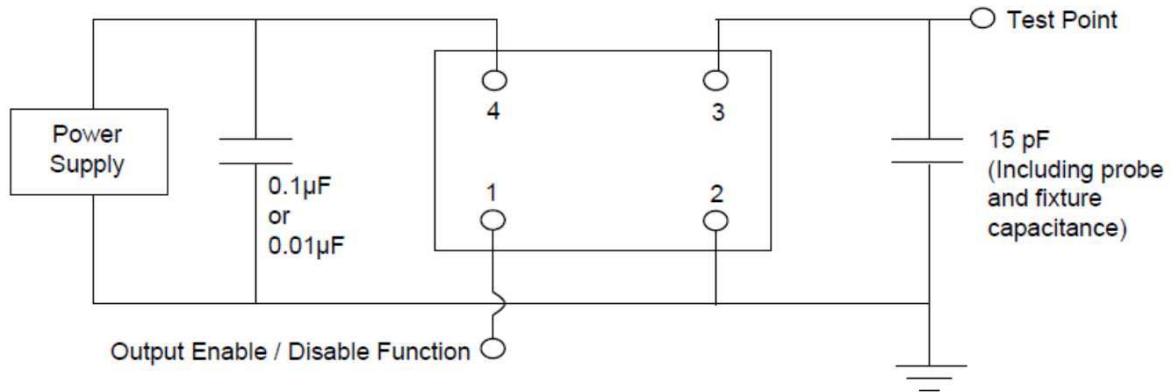 Test Point
4
3
Power
Supply
15 pF
(Including probe
and fixture
capacitance)
0.1µF
or
0.01µF
1
2
Output Enable / Disable Function